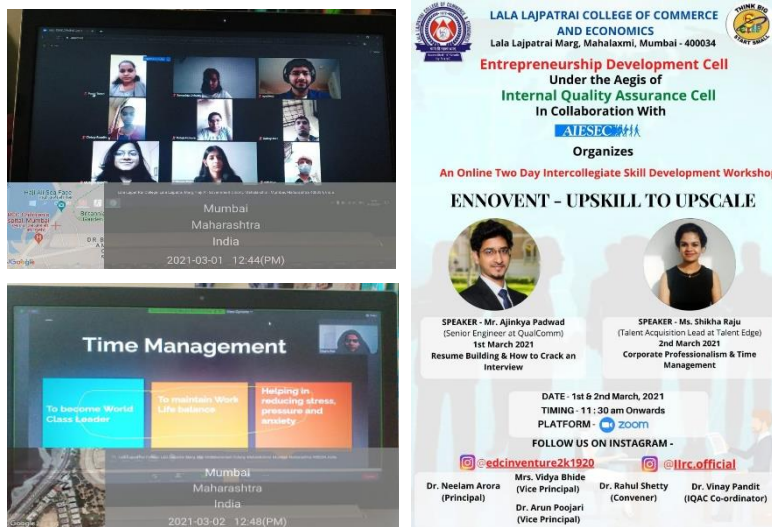 Haji Ali Sea Face
Mumbai
Maharashtra
India
2021-03-01 12:44(PM)
Google
Time Management
To become World
Class Leader
To maintain Work
Life balance
Helping in
reducing stress,
pressure and
anxiety
Mumbai
Maharashtra
India
2021-03-02 12:48(PM)
Google
LALA LAJPATRAI COLLEGE OF COMMERCE
AND ECONOMICS
Lala Lajpatrai Marg, Mahalaxmi, Mumbai - 400034
THINK BIG
START SMALL
Entrepreneurship Development Cell
Under the Aegis of
Internal Quality Assurance Cell
In Collaboration With
AIESEC
Organizes
An Online Two Day Intercollegiate Skill Development Workshop
ENNOVENT - UPSKILL TO UPSCALE
SPEAKER - Mr. Ajinkya Padwad
(Senior Engineer at QualComm)
1st March 2021
Resume Building & How to Crack an
Interview
SPEAKER - Ms. Shikha Raju
(Talent Acquisition Lead at Talent Edge)
2nd March 2021
Corporate Professionalism & Time
Management
DATE - 1st & 2nd March, 2021
TIMING - 11 : 30 am Onwards
PLATFORM - zoom
FOLLOW US ON INSTAGRAM -
@edcinventure2k1920
@llrc.official
Dr. Neelam Arora
(Principal)
Mrs. Vidya Bhide
(Vice Principal)
Dr. Arun Poojari
(Vice Principal)
Dr. Rahul Shetty
(Convener)
Dr. Vinay Pandit
(IQAC Co-ordinator)